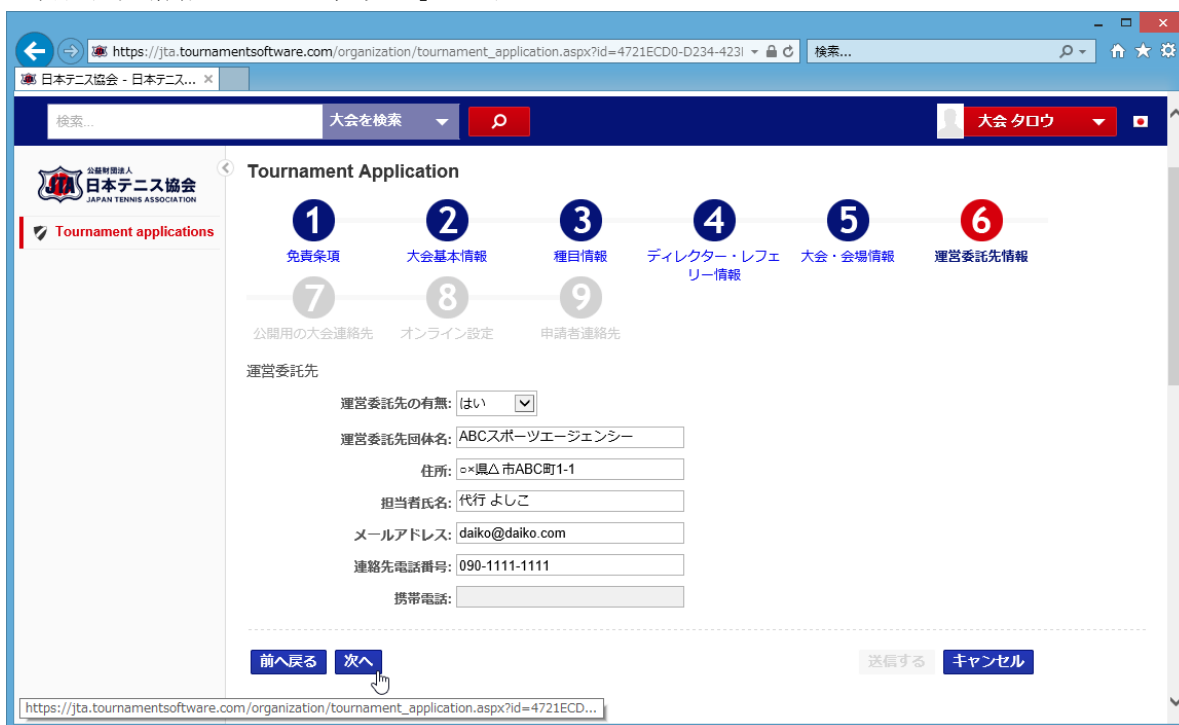 https://jta.tournamentsoftware.com/organization/tournament_application.aspx?id=4721ECD0-D234-423
検索...
日本テニス協会 - 日本テニス...
検索...
大会を検索
大会 タロウ
公益財団法人
日本テニス協会
JAPAN TENNIS ASSOCIATION
JTA
Tournament applications
Tournament Application
1 2 3 4 5 6
免責条項 大会基本情報 種目情報 ディレクター・レフェ 大会・会場情報 運営委託先情報
リー情報
7 8 9
公開用の大会連絡先 オンライン設定 申請者連絡先
運営委託先
運営委託先の有無: はい
運営委託先団体名: ABCスポーツエージェンシー
住所: ○×県△市ABC町1-1
担当者氏名: 代行 よしこ
メールアドレス: daiko@daiko.com
連絡先電話番号: 090-1111-1111
携帯電話:
前へ戻る 次へ 送信する キャンセル
https://jta.tournamentsoftware.com/organization/tournament_application.aspx?id=4721ECD...